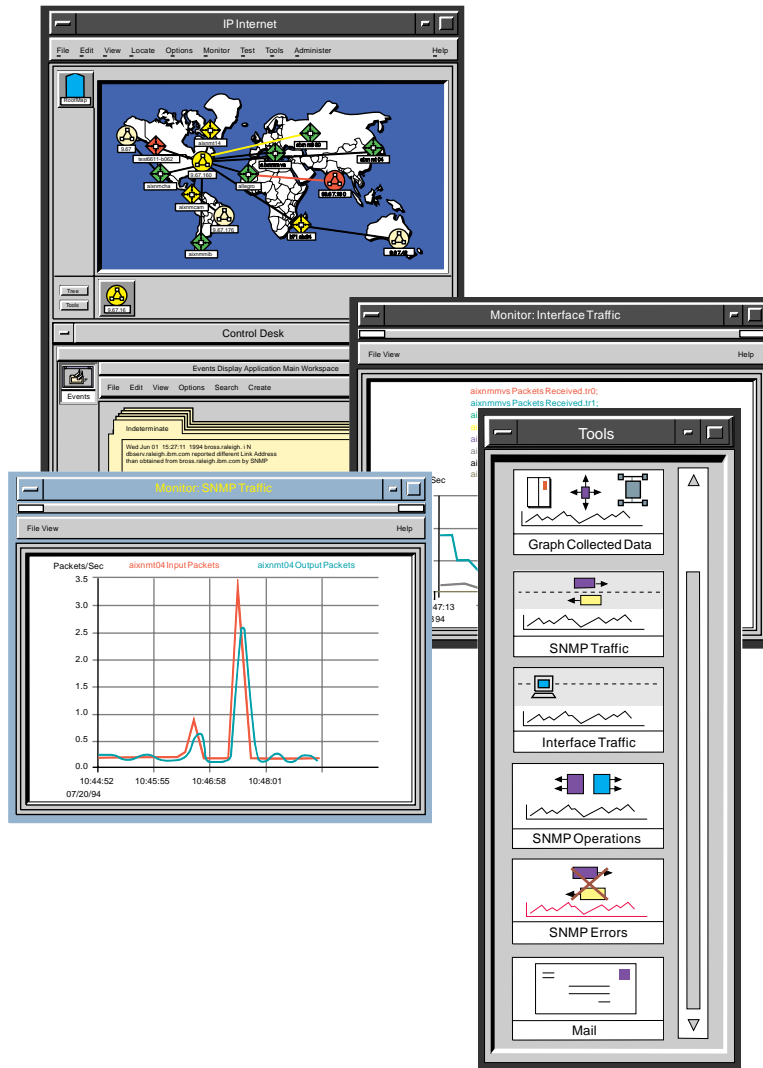 IP Internet
File Edit View Locate Options Monitor Test Tools Administer Help
RootMap
9.67
aixnmt14
test6611-b062
9.67.160
aixnmcha
allegro
aixnmcam
9.67.176
aixnmmlb
Tree
Tools
9.67.16
Control Desk
Events Display Application Main Workspace
Events
File Edit View Options Search Create
Indeterminate
Wed Jun 01 15:27:11 1994 bross.raleigh. i N
dbserv.raleigh.ibm.com reported different Link Address
than obtained from bross.raleigh.ibm.com by SNMP
Monitor: Interface Traffic
File View Help
aixnmmvs Packets Received.tr0;
aixnmmvs Packets Received.tr1;
Sec
47:13
Monitor: SNMP Traffic
File View Help
Packets/Sec aixnmt04 Input Packets aixnmt04 Output Packets
3.5
3.0
2.5
2.0
1.5
1.0
0.5
0.0
10:44:52 10:45:55 10:46:58 10:48:01
07/20/94
Tools
Graph Collected Data
SNMP Traffic
Interface Traffic
SNMP Operations
SNMP Errors
Mail